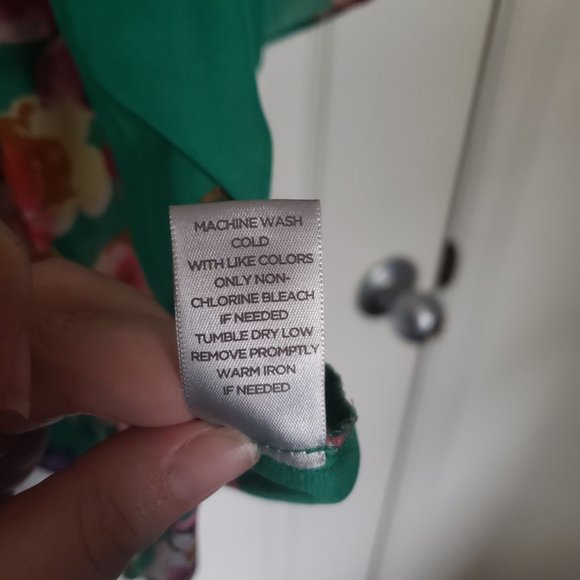 MACHINE WASH
COLD
WITH LIKE COLORS
ONLY NON-
CHLORINE BLEACH
IF NEEDED
TUMBLE DRY LOW
REMOVE PROMPTLY
WARM IRON
IF NEEDED